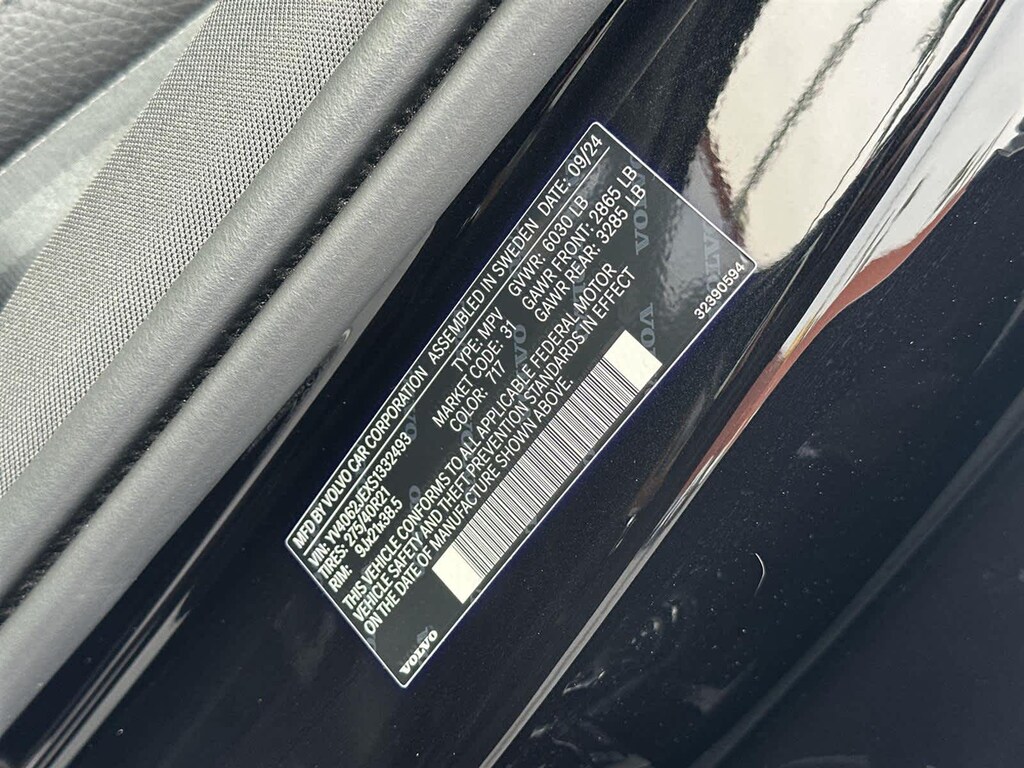 MFD BY VOLVO CAR CORPORATION ASSEMBLED IN SWEDEN DATE: 09/24
VIN: YV4062JEXS1332493 TYPE: MPV GVWR: 6030 LB
TIRES: 275/40R21 MARKET CODE: 31 GAWR FRONT: 2865 LB
RIM: 9Jx21x38.5 COLOR: 717 GAWR REAR: 3285 LB
THIS VEHICLE CONFORMS TO ALL APPLICABLE FEDERAL MOTOR
VEHICLE SAFETY AND THEFT PREVENTION STANDARDS IN EFFECT
ON THE DATE OF MANUFACTURE SHOWN ABOVE.
VOLVO
32390594